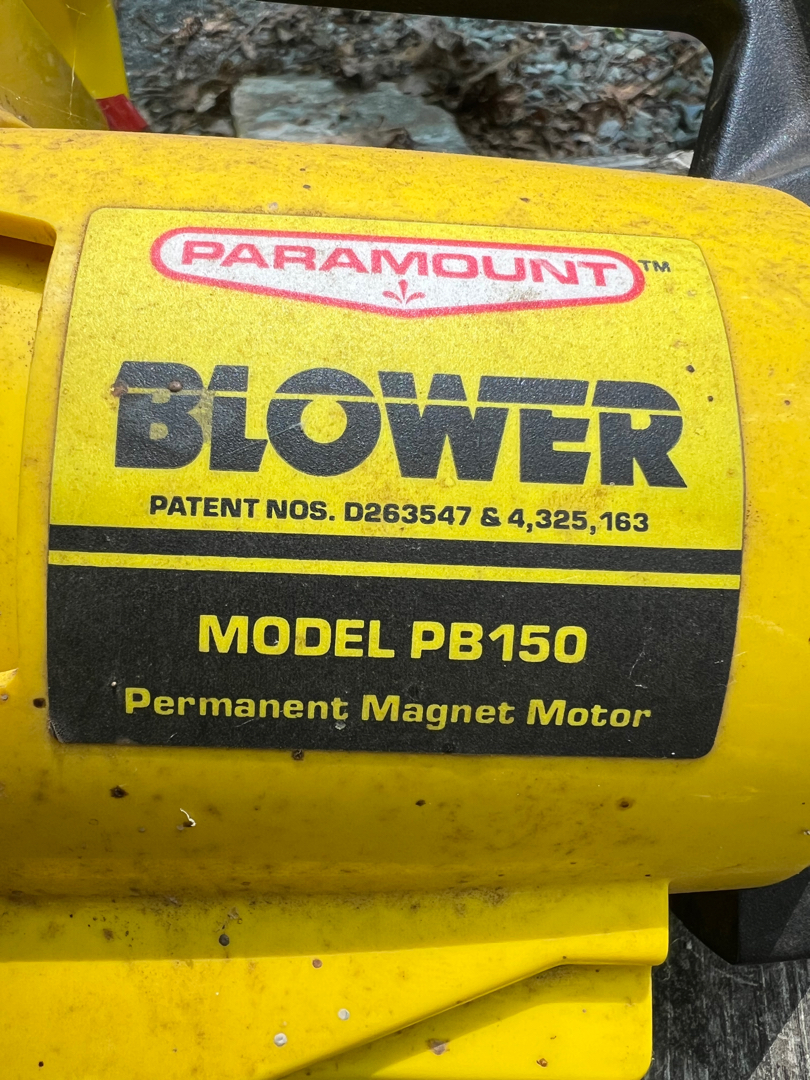 PARAMOUNT™
BLOWER
PATENT NOS. D263547 & 4,325,163
MODEL PB150
Permanent Magnet Motor